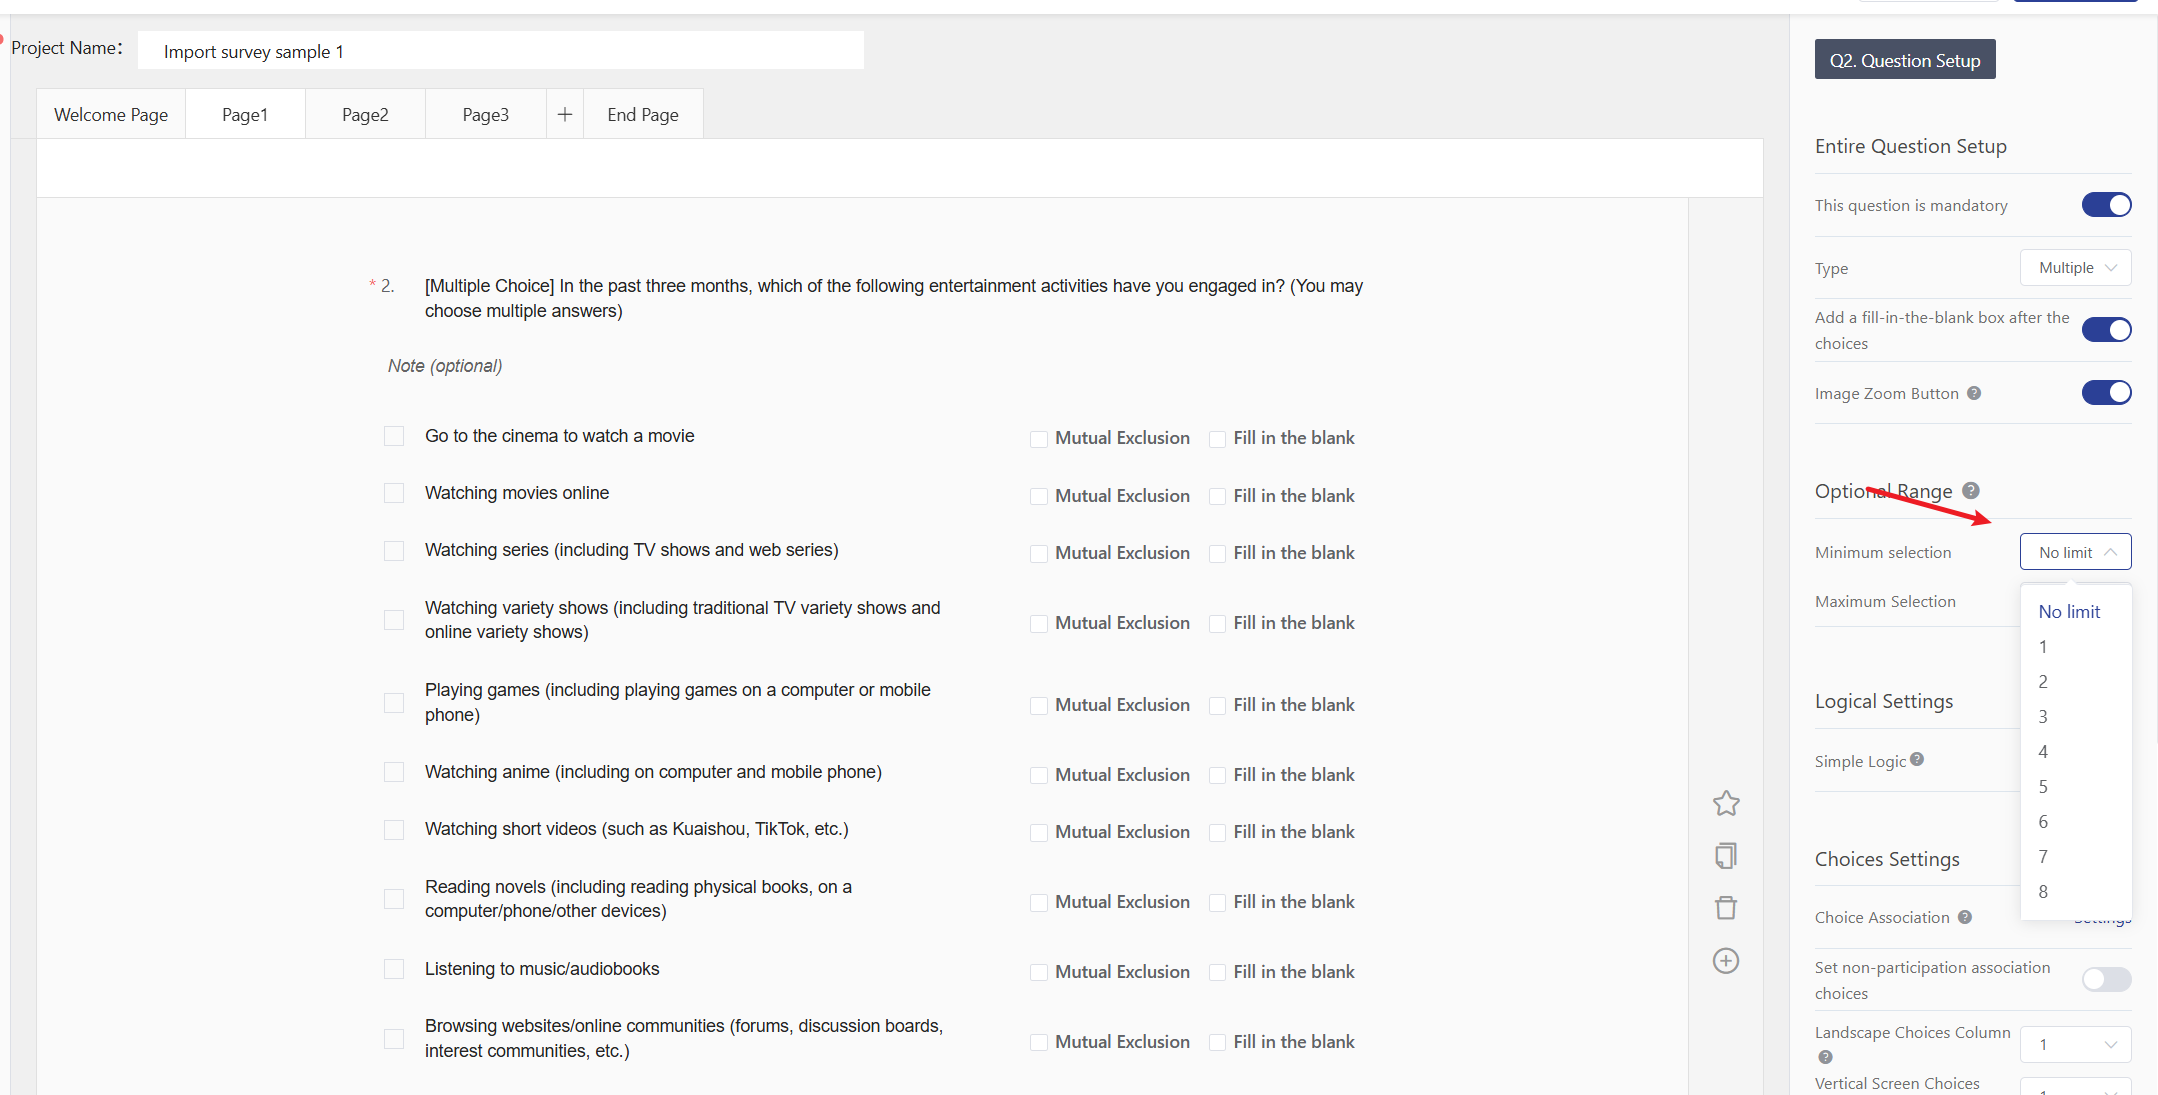 Project Name：
Import survey sample 1
Welcome Page
Page1
Page2
Page3
+
End Page
* 2. [Multiple Choice] In the past three months, which of the following entertainment activities have you engaged in? (You may
choose multiple answers)
Note (optional)
Go to the cinema to watch a movie
Mutual Exclusion Fill in the blank
Watching movies online
Mutual Exclusion Fill in the blank
Watching series (including TV shows and web series)
Mutual Exclusion Fill in the blank
Watching variety shows (including traditional TV variety shows and
online variety shows)
Mutual Exclusion Fill in the blank
Playing games (including playing games on a computer or mobile
phone)
Mutual Exclusion Fill in the blank
Watching anime (including on computer and mobile phone)
Mutual Exclusion Fill in the blank
Watching short videos (such as Kuaishou, TikTok, etc.)
Mutual Exclusion Fill in the blank
Reading novels (including reading physical books, on a
computer/phone/other devices)
Mutual Exclusion Fill in the blank
Listening to music/audiobooks
Mutual Exclusion Fill in the blank
Browsing websites/online communities (forums, discussion boards,
interest communities, etc.)
Mutual Exclusion Fill in the blank
Q2. Question Setup
Entire Question Setup
This question is mandatory
Type
Multiple
Add a fill-in-the-blank box after the
choices
Image Zoom Button ?
Optional Range ?
Minimum selection
No limit
Maximum Selection
No limit
1
2
3
4
5
6
7
8
Logical Settings
Simple Logic ?
Choices Settings
Choice Association ?
Settings
Set non-participation association
choices
Landscape Choices Column
?
1
Vertical Screen Choices